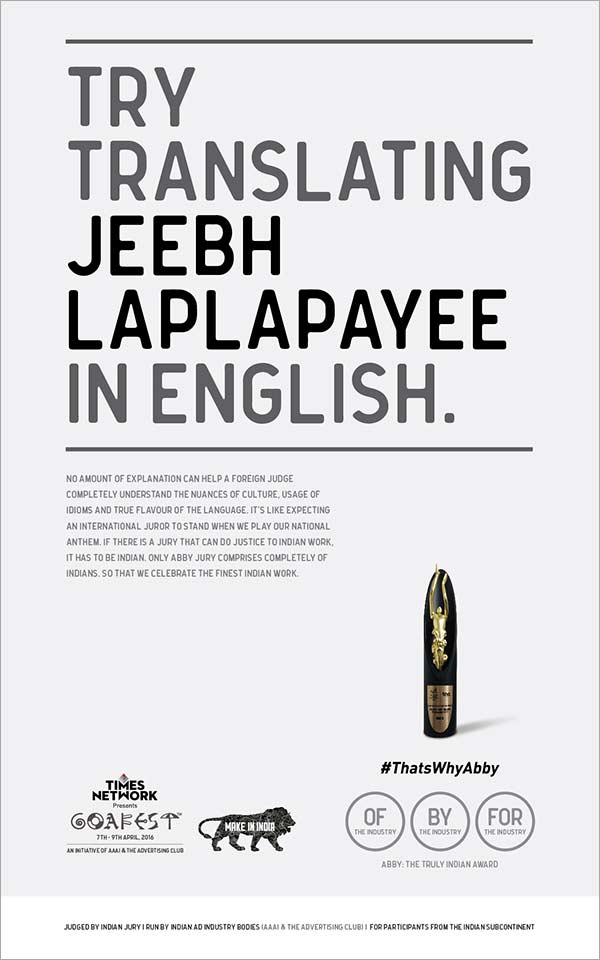 TRY
TRANSLATING
JEEBH
LAPLAPAYEE
IN ENGLISH.
NO AMOUNT OF EXPLANATION CAN HELP A FOREIGN JUDGE
COMPLETELY UNDERSTAND THE NUANCES OF CULTURE, USAGE OF
IDIOMS AND TRUE FLAVOUR OF THE LANGUAGE. IT'S LIKE EXPECTING
AN INTERNATIONAL JUROR TO STAND WHEN WE PLAY OUR NATIONAL
ANTHEM. IF THERE IS A JURY THAT CAN DO JUSTICE TO INDIAN WORK,
IT HAS TO BE INDIAN. ONLY ABBY JURY COMPRISES COMPLETELY OF
INDIANS. SO THAT WE CELEBRATE THE FINEST INDIAN WORK.
#ThatsWhyAbby
TIMES
NETWORK
Presents
GOAFEST
7TH - 9TH APRIL, 2016
AN INITIATIVE OF AAAI & THE ADVERTISING CLUB
MAKE IN INDIA
OF
THE INDUSTRY
BY
THE INDUSTRY
FOR
THE INDUSTRY
ABBY: THE TRULY INDIAN AWARD
JUDGED BY INDIAN JURY I RUN BY INDIAN AD INDUSTRY BODIES (AAAI & THE ADVERTISING CLUB) I FOR PARTICIPANTS FROM THE INDIAN SUBCONTINENT